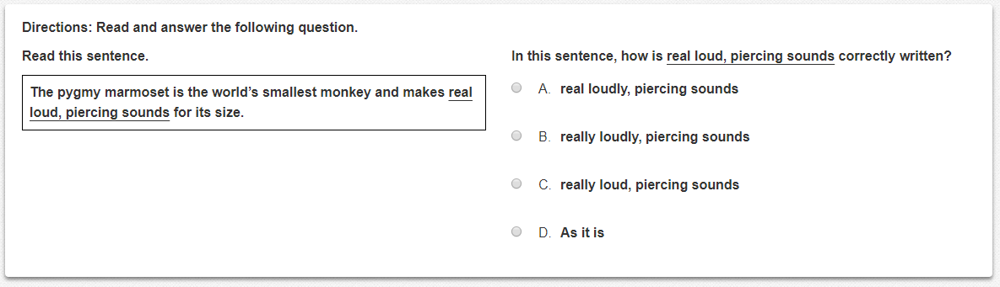 Directions: Read and answer the following question.
Read this sentence.
The pygmy marmoset is the world’s smallest monkey and makes real
loud, piercing sounds for its size.
In this sentence, how is real loud, piercing sounds correctly written?
A. real loudly, piercing sounds
B. really loudly, piercing sounds
C. really loud, piercing sounds
D. As it is